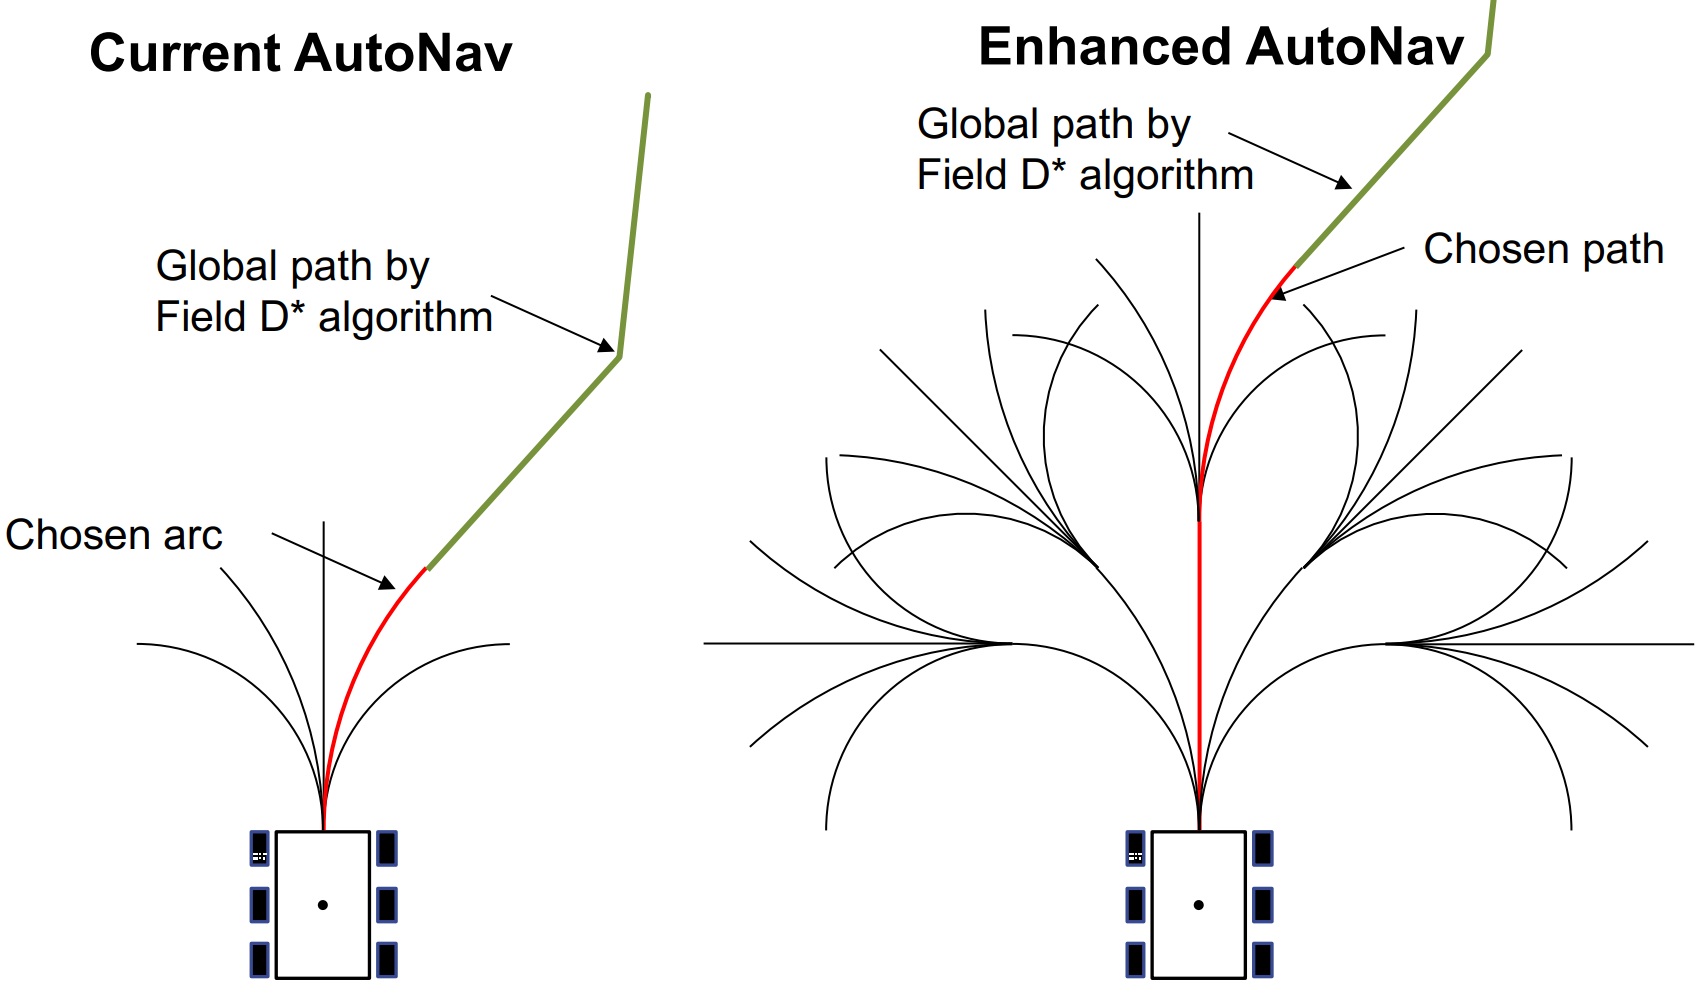 Current AutoNav
Global path by
Field D* algorithm
Chosen arc
Enhanced AutoNav
Global path by
Field D* algorithm
Chosen path